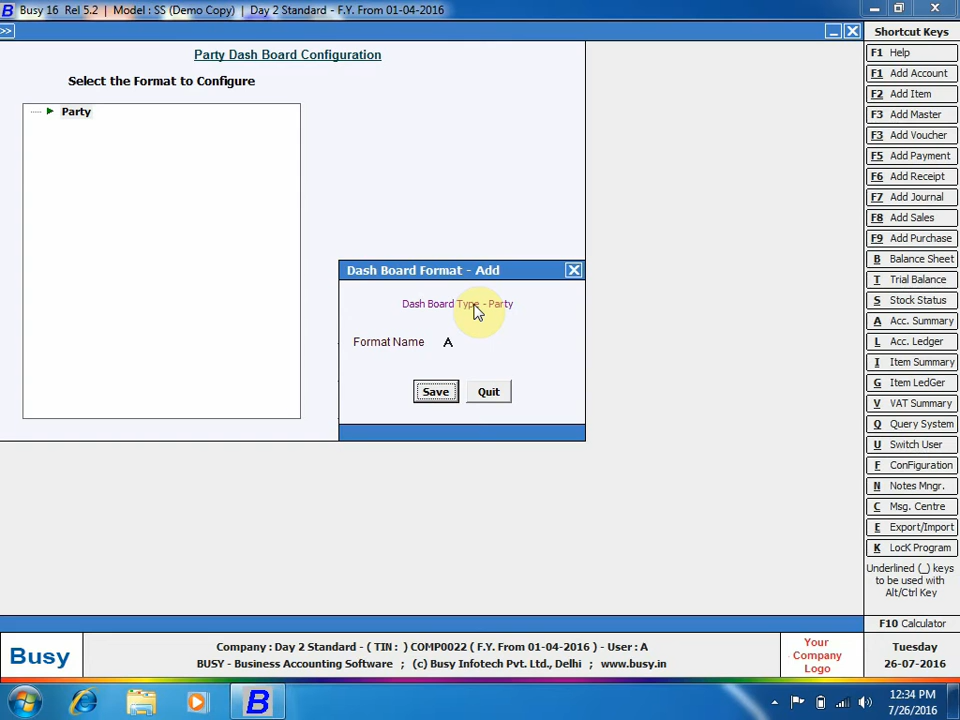 Busy 16 Rel 5.2 | Model : SS (Demo Copy) | Day 2 Standard - F.Y. From 01-04-2016
>>
Party Dash Board Configuration
Select the Format to Configure
Party
Dash Board Format - Add
Dash Board Type - Party
Format Name A
Save Quit
Shortcut Keys
F1 Help
F1 Add Account
F2 Add Item
F3 Add Master
F3 Add Voucher
F5 Add Payment
F6 Add Receipt
F7 Add Journal
F8 Add Sales
F9 Add Purchase
B Balance Sheet
T Trial Balance
S Stock Status
A Acc. Summary
L Acc. Ledger
I Item Summary
G Item LedGer
V VAT Summary
Q Query System
U Switch User
F ConFiguration
N Notes Mngr.
C Msg. Centre
E Export/Import
K LocK Program
Underlined (_) keys
to be used with
Alt/Ctrl Key
F10 Calculator
Busy
Company : Day 2 Standard - ( TIN : ) COMP0022 ( F.Y. From 01-04-2016 ) - User : A
BUSY - Business Accounting Software ; (c) Busy Infotech Pvt. Ltd., Delhi ; www.busy.in
Your
Company
Logo
Tuesday
26-07-2016
B
12:34 PM
7/26/2016